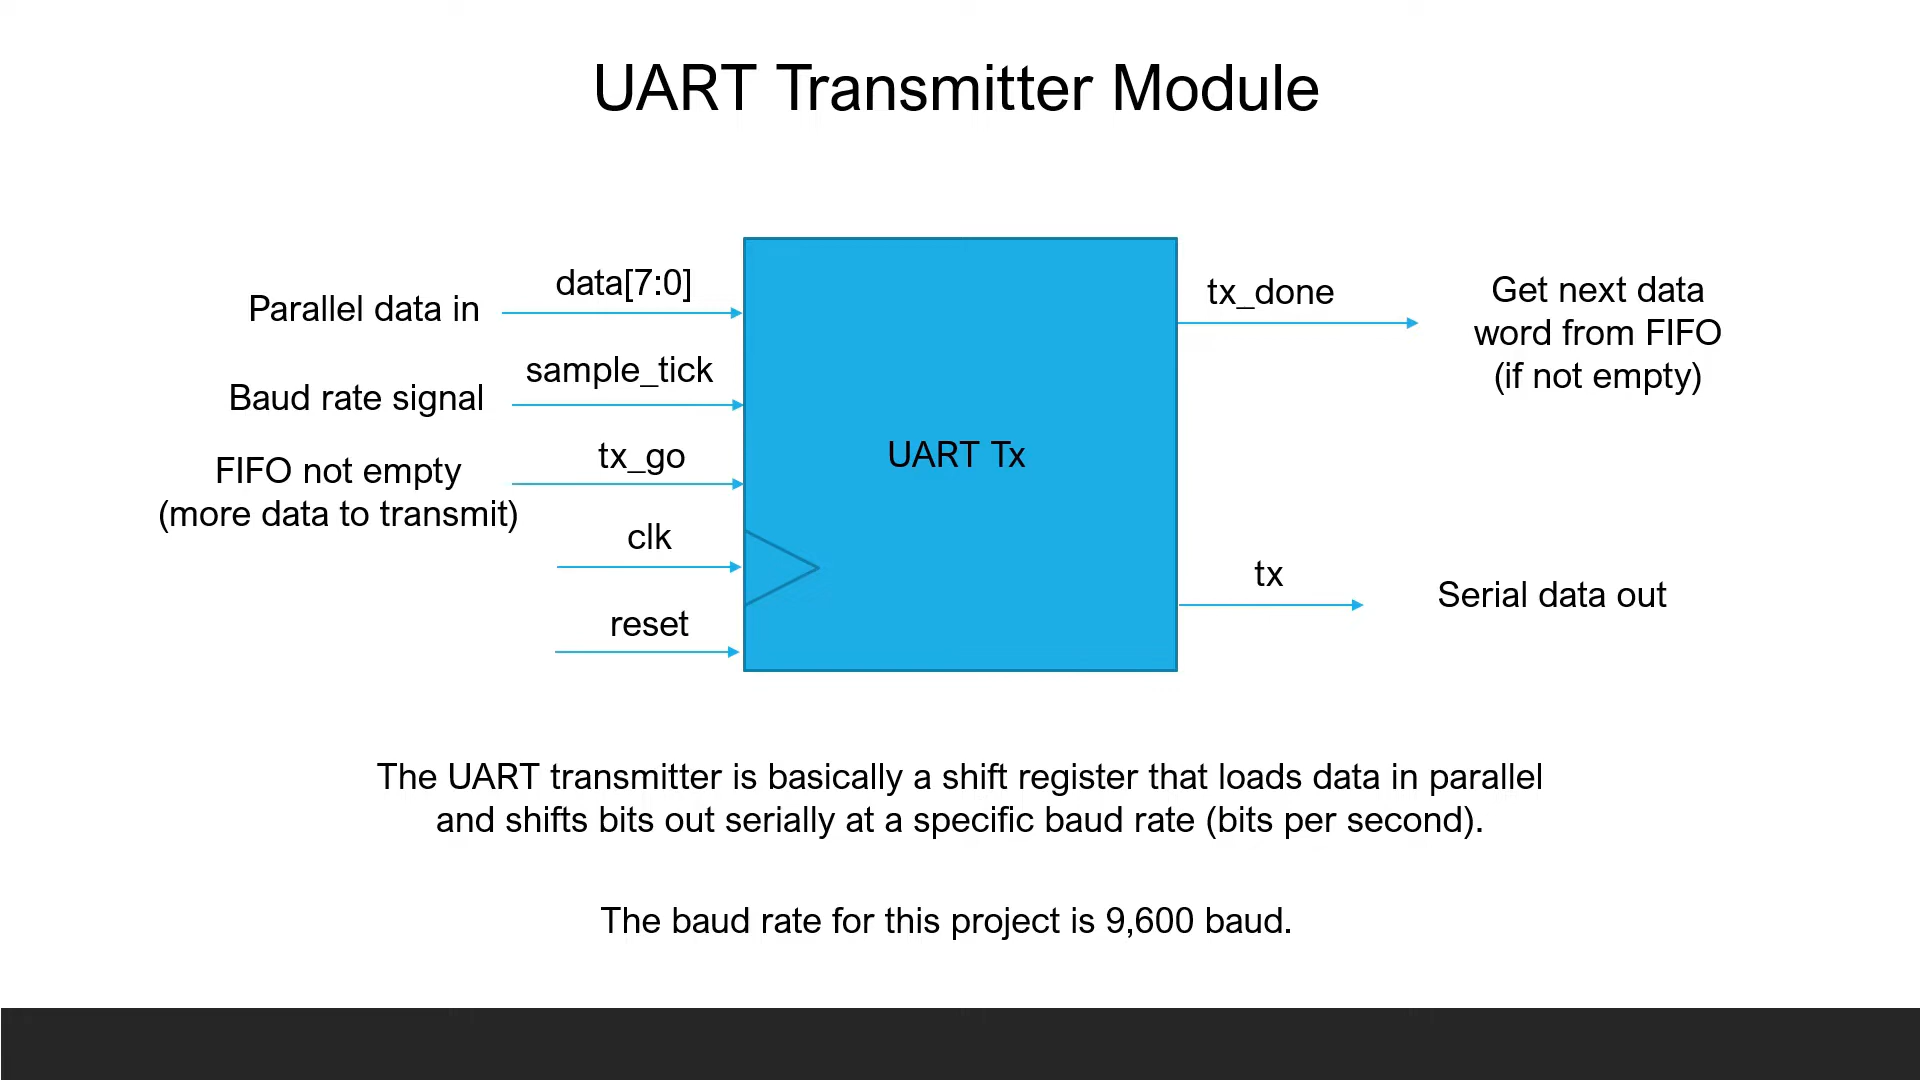 UART Transmitter Module
Parallel data in
data[7:0]
Baud rate signal
sample_tick
FIFO not empty
(more data to transmit)
tx_go
clk
reset
UART Tx
tx_done
Get next data
word from FIFO
(if not empty)
tx
Serial data out
The UART transmitter is basically a shift register that loads data in parallel
and shifts bits out serially at a specific baud rate (bits per second).
The baud rate for this project is 9,600 baud.